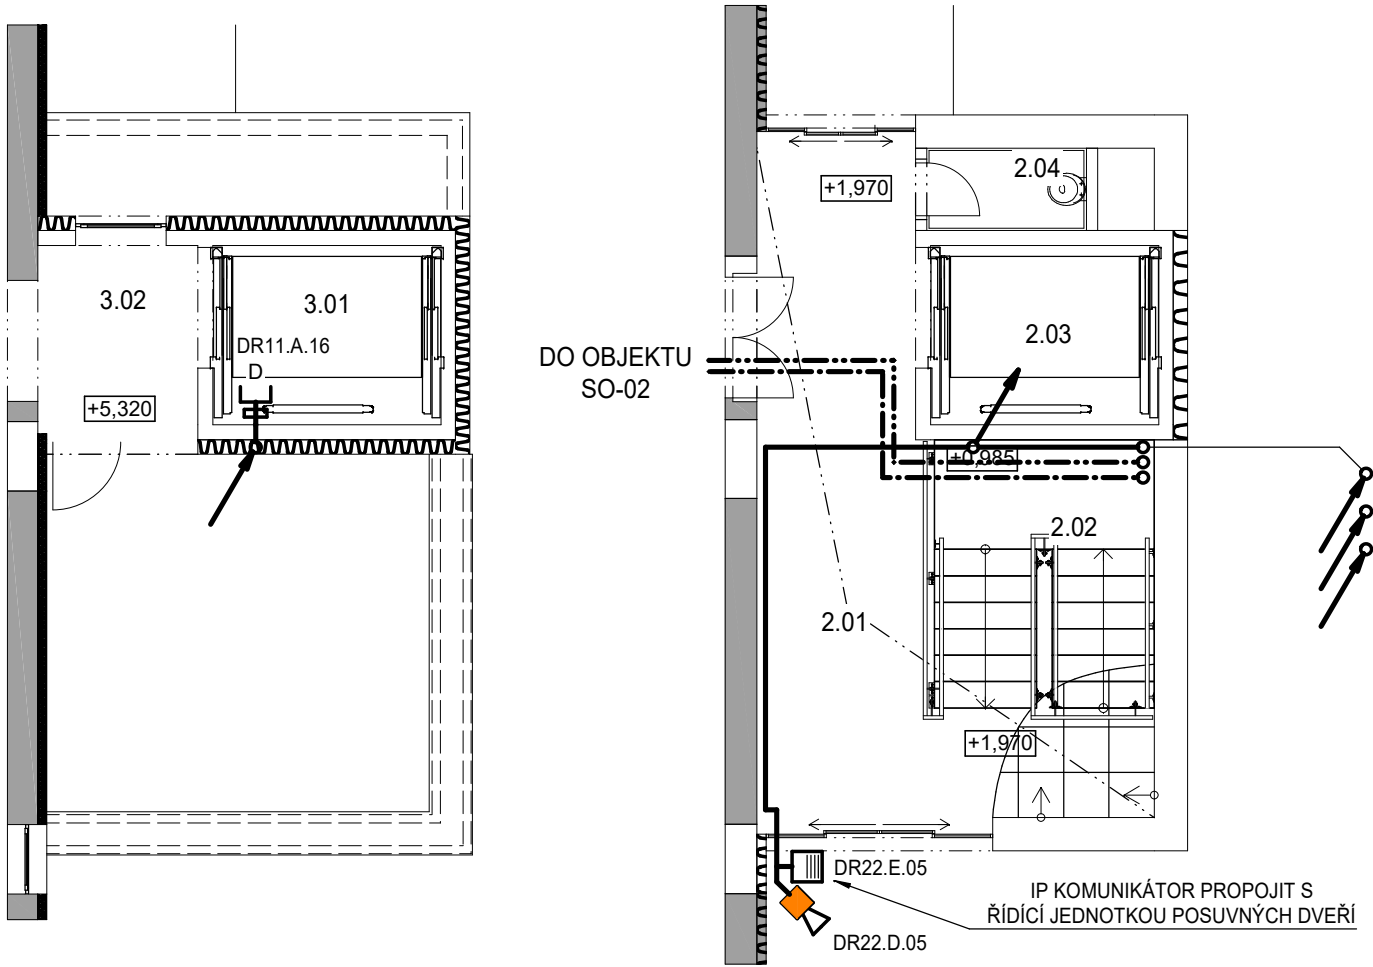 3.02
3.01
DR11.A.16
D
+5,320
+1,970
2.04
2.03
DO OBJEKTU
SO-02
+0,985
2.02
2.01
+1,970
DR22.E.05
DR22.D.05
IP KOMUNIKÁTOR PROPOJIT S
ŘÍDÍCÍ JEDNOTKOU POSUVNÝCH DVEŘÍ